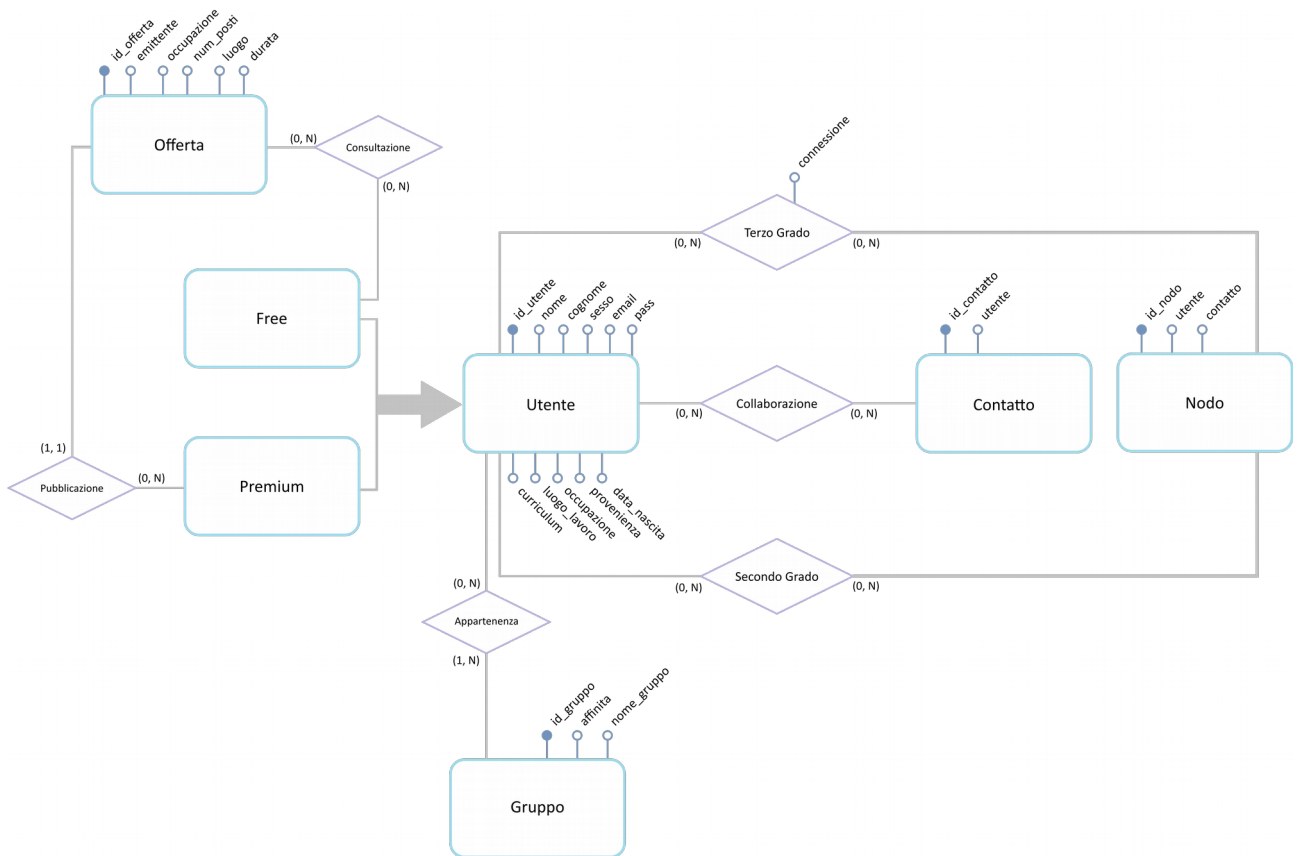 id_offerta
emittente
occupazione
num_posti
luogo
durata
Offerta
(0, N)
Consultazione
(0, N)
connessione
Terzo Grado
(0, N)
(0, N)
Free
id_utente
nome
cognome
sesso
email
pass
id_contatto
utente
id_nodo
utente
contatto
Utente
(0, N)
Collaborazione
(0, N)
Contatto
Nodo
(1, 1)
Pubblicazione
(0, N)
Premium
curriculum
luogo_lavoro
occupazione
provenienza
data_nascita
Secondo Grado
(0, N)
(0, N)
(0, N)
Appartenenza
(1, N)
id_gruppo
affinita
nome_gruppo
Gruppo